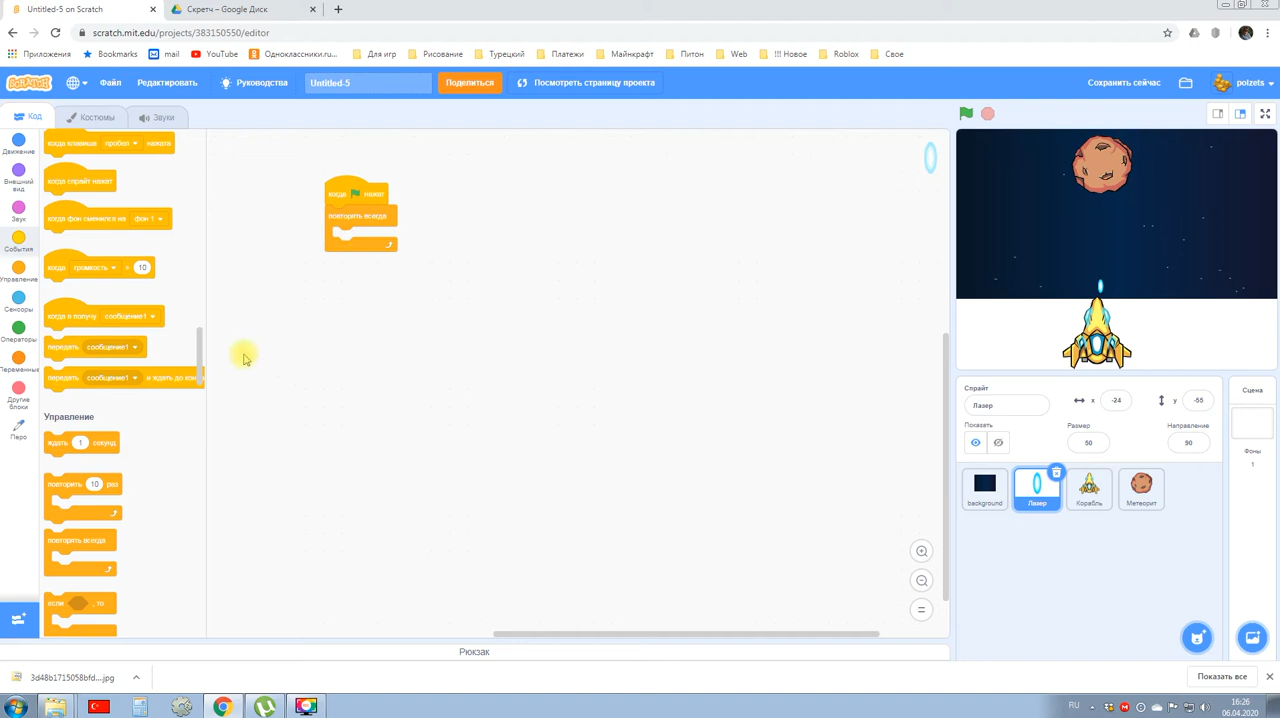 Untitled-5 on Scratch
Скретч – Google Диск
scratch.mit.edu/projects/383150550/editor
Приложения
Bookmarks
mail
YouTube
Одноклассники.ru...
Для игр
Рисование
Турецкий
Платежи
Майнкрафт
Питон
Web
!!! Новое
Roblox
Свое
SCRATCH
Файл
Редактировать
Руководства
Untitled-5
Поделиться
Посмотреть страницу проекта
Сохранить сейчас
polzets
Код
Костюмы
Звуки
Движение
Внешний вид
Звук
События
Управление
Сенсоры
Операторы
Переменные
Другие блоки
Перо
когда клавиша пробел нажата
когда спрайт нажат
когда фон сменился на фон 1
когда громкость > 10
когда я получу сообщение1
передать сообщение1
передать сообщение1 и ждать до кон
Управление
ждать 1 секунд
повторить 10 раз
повторять всегда
если , то
когда нажат
повторять всегда
Спрайт
Лазер
x -24
y -55
Показать
Размер
50
Направление
90
background
Лазер
Корабль
Метеорит
Сцена
Фоны
1
Рюкзак
3d48b1715058bfd....jpg
Показать все
RU
16:26
06.04.2020